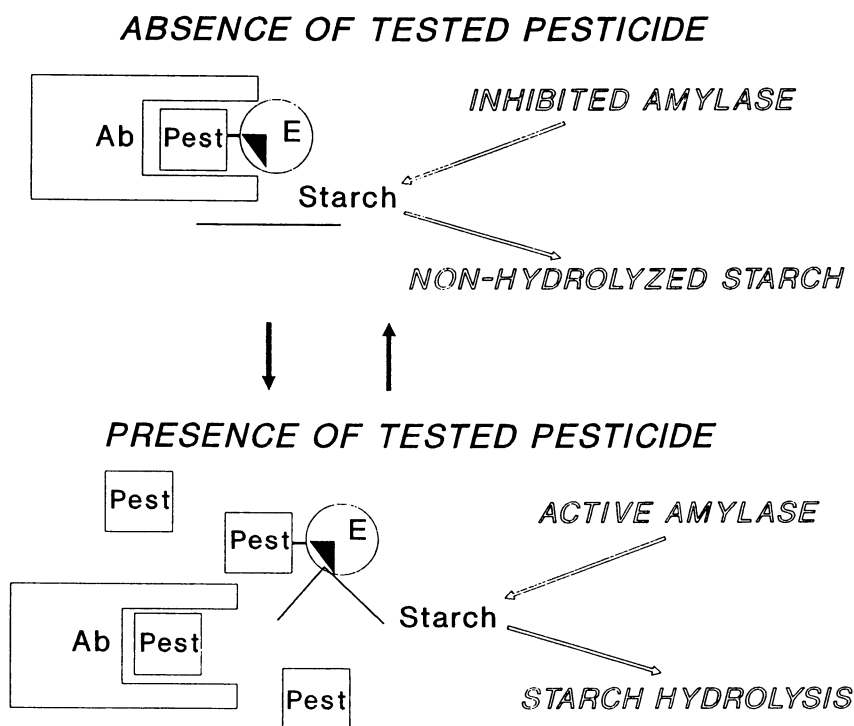 ABSENCE OF TESTED PESTICIDE
INHIBITED AMYLASE
Ab Pest E
Starch
NON-HYDROLYZED STARCH
PRESENCE OF TESTED PESTICIDE
Pest
ACTIVE AMYLASE
Pest E
Starch
Ab Pest
Pest
STARCH HYDROLYSIS